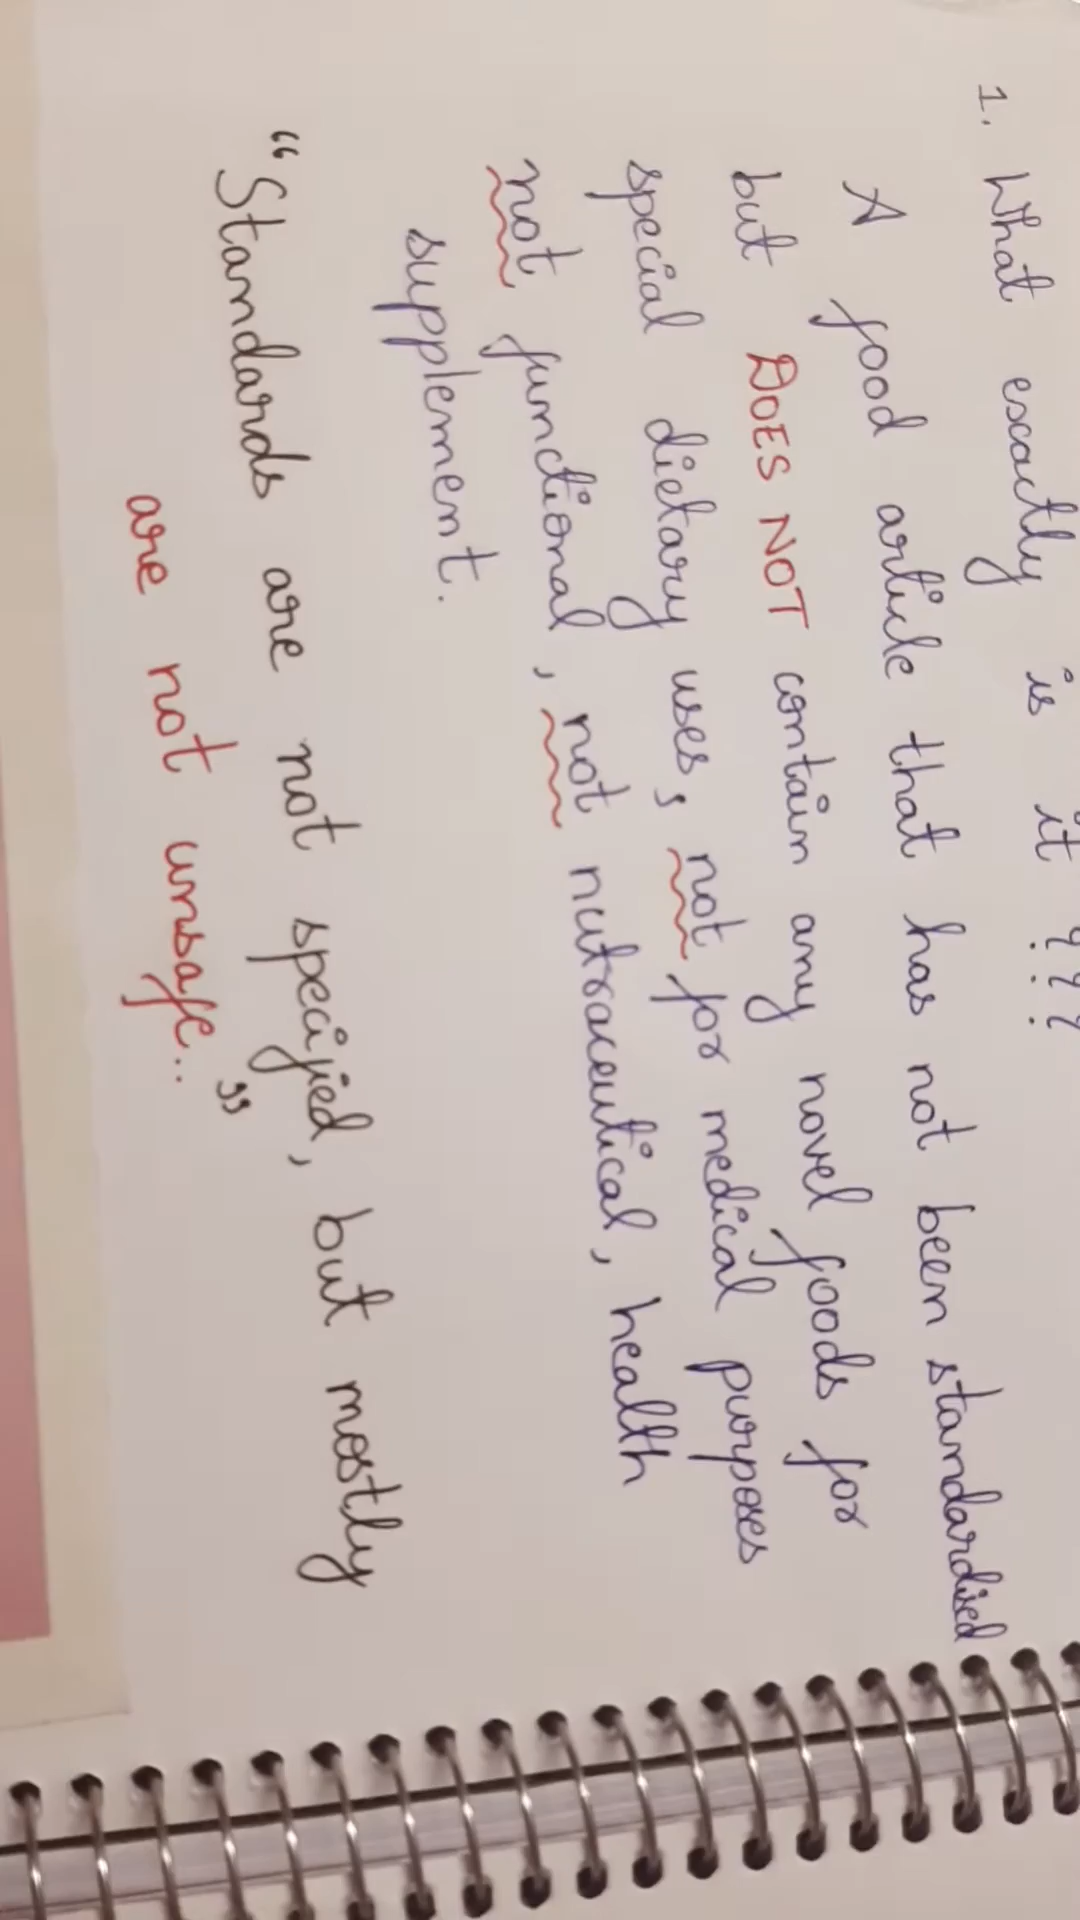 1. What exactly is it ???
A food article that has not been standardised
but DOES NOT contain any novel foods for
special dietary uses, not for medical purposes
not functional, not nutraceutical, health
supplement.
“Standards are not specified, but mostly
are not unsafe.. ”